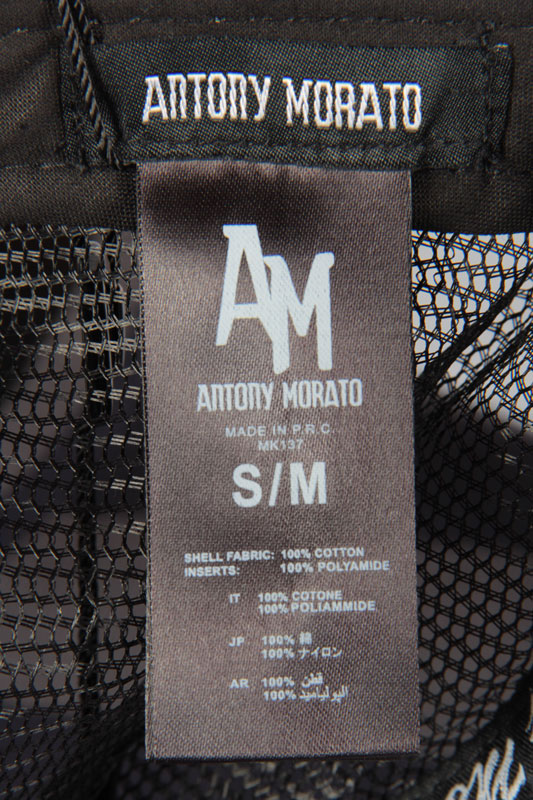 ANTONY MORATO
AM
ANTONY MORATO
MADE IN P.R.C.
MK137
S/M
SHELL FABRIC: 100% COTTON
INSERTS: 100% POLYAMIDE
IT 100% COTONE
100% POLIAMMIDE
JP 100% 綿
100% ナイロン
AR 100% قطن
100% البولياميد